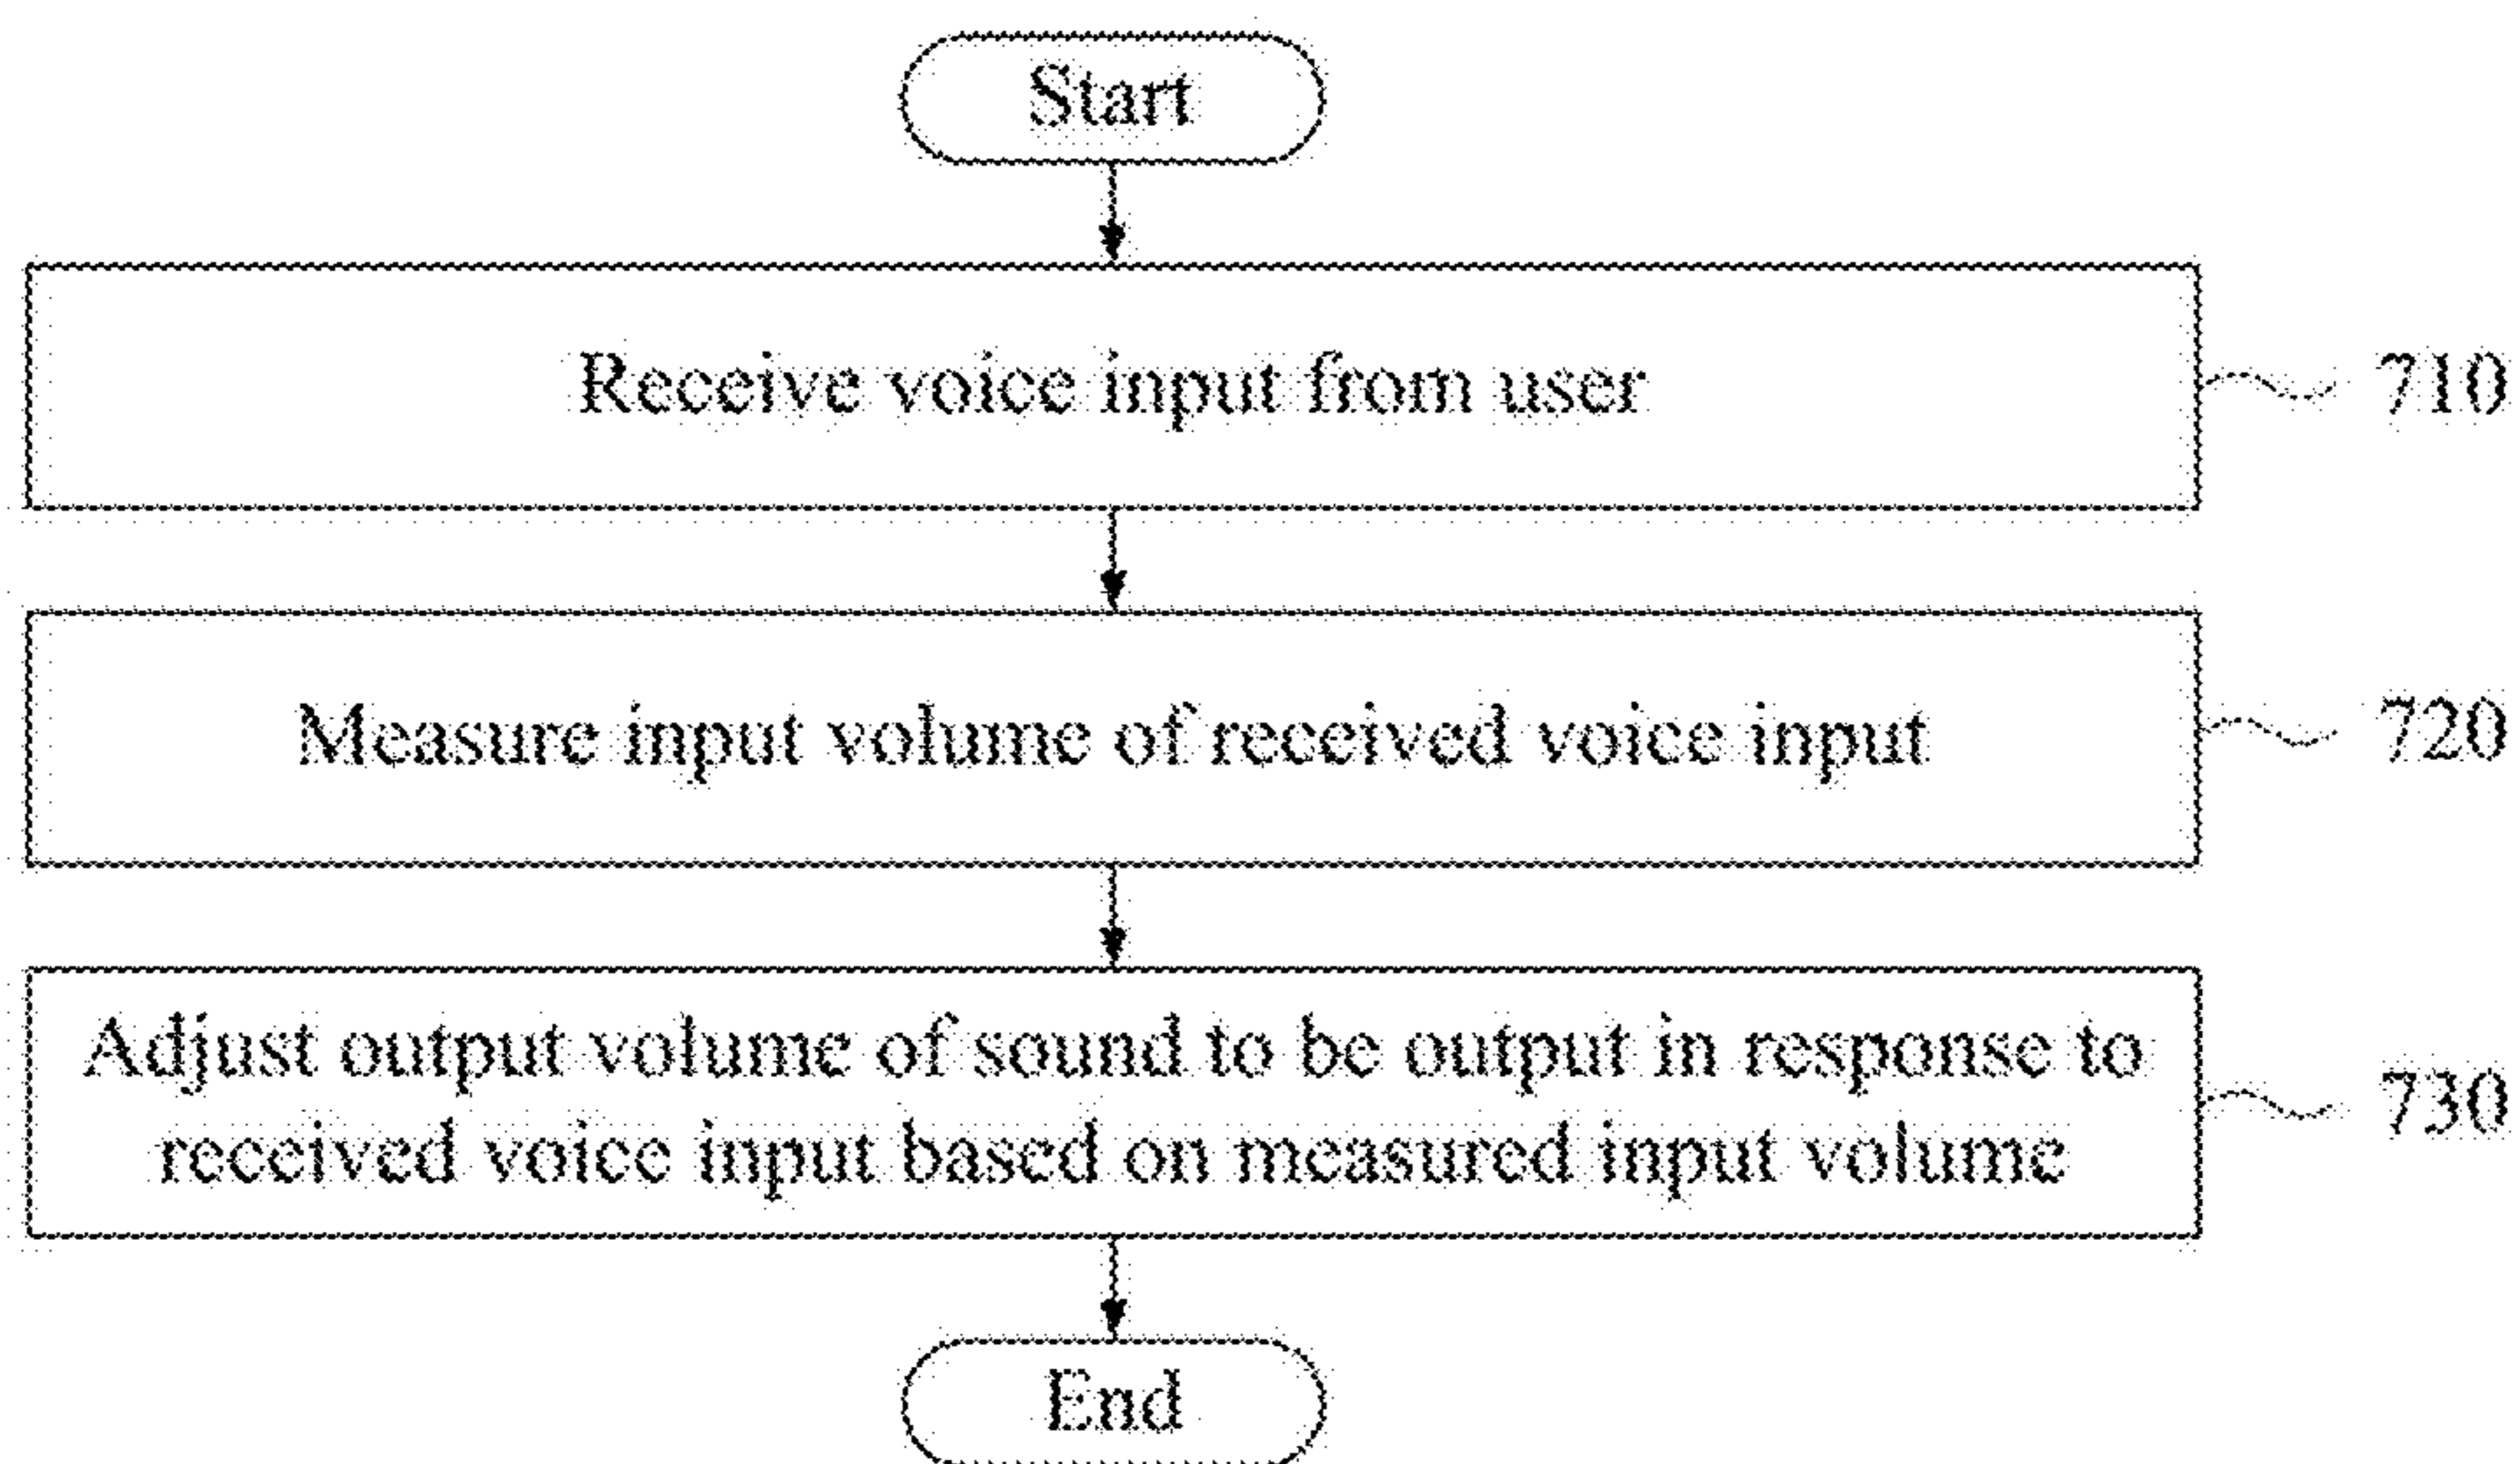 Start
Receive voice input from user
710
Measure input volume of received voice input
720
Adjust output volume of sound to be output in response to
received voice input based on measured input volume
730
End